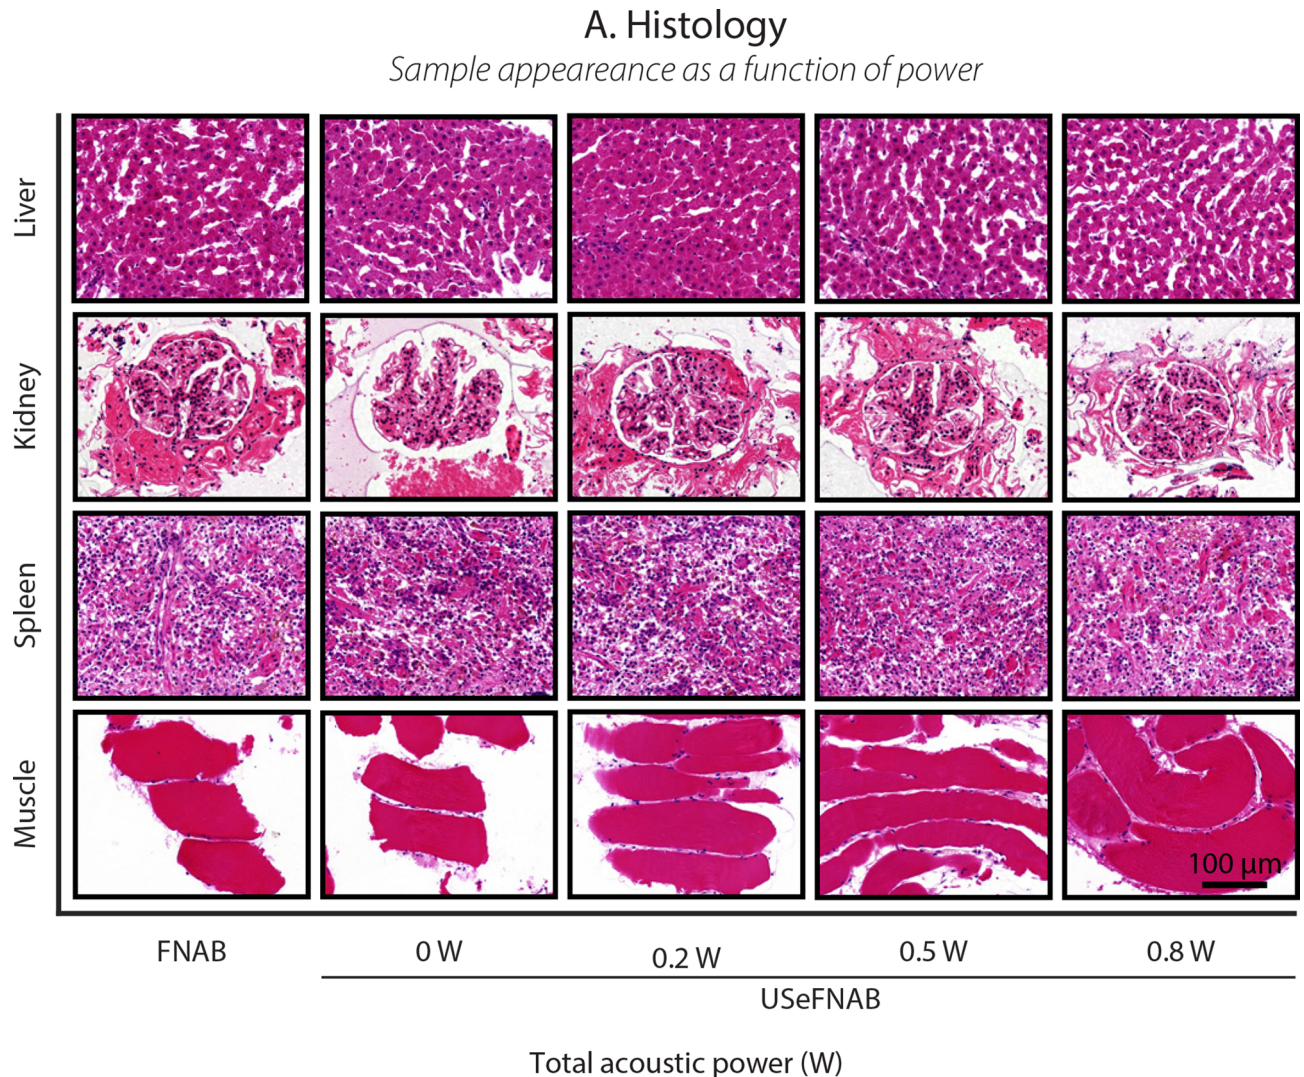 A. Histology
Sample appeareance as a function of power
Liver
Kidney
Spleen
Muscle
100 µm
FNAB
0 W
0.2 W
0.5 W
0.8 W
USeFNAB
Total acoustic power (W)